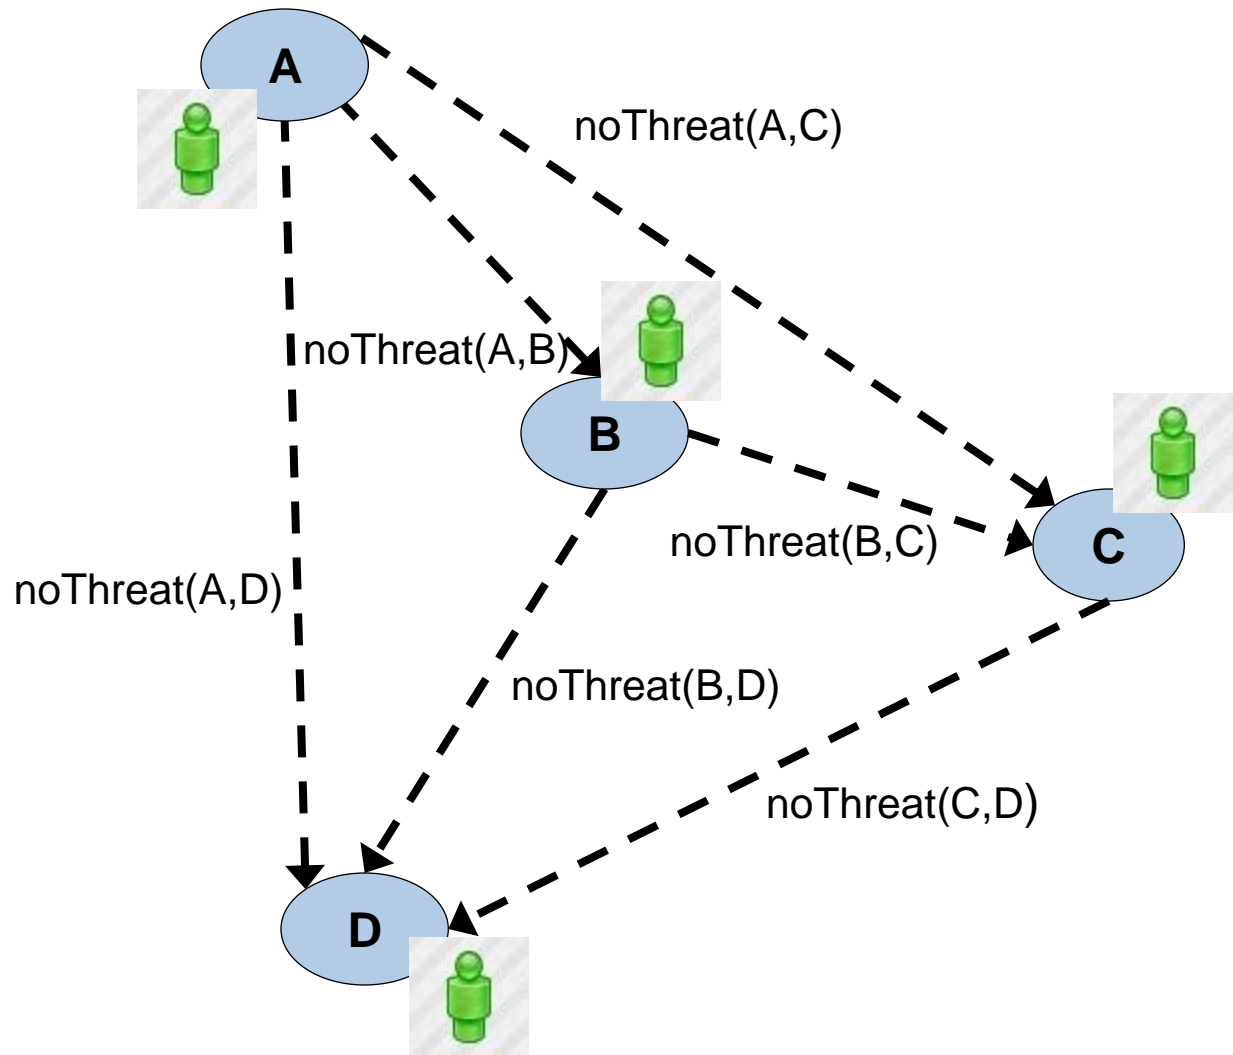 A
noThreat(A,C)
noThreat(A,B)
B
noThreat(B,C)
C
noThreat(A,D)
noThreat(B,D)
noThreat(C,D)
D